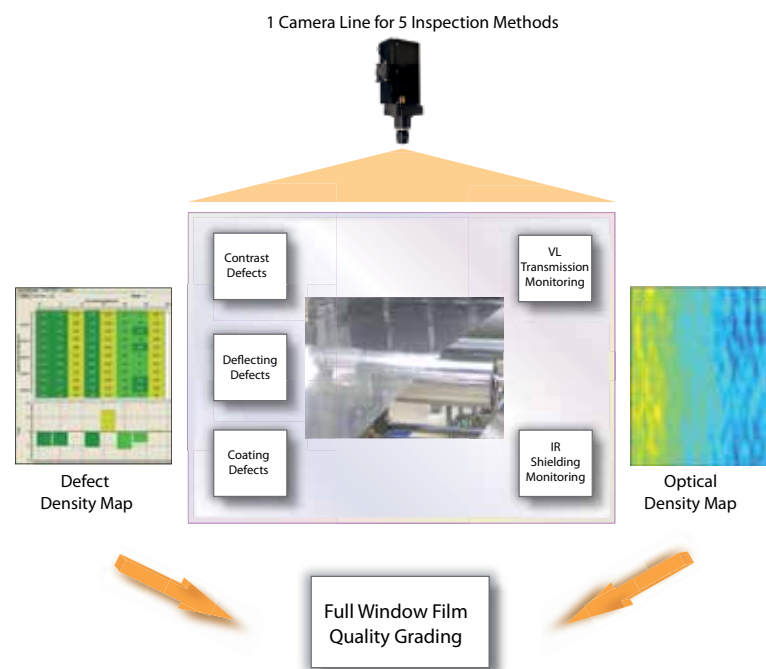 1 Camera Line for 5 Inspection Methods
Contrast
Defects
VL
Transmission
Monitoring
Deflecting
Defects
Coating
Defects
IR
Shielding
Monitoring
Defect
Density Map
Optical
Density Map
Full Window Film
Quality Grading